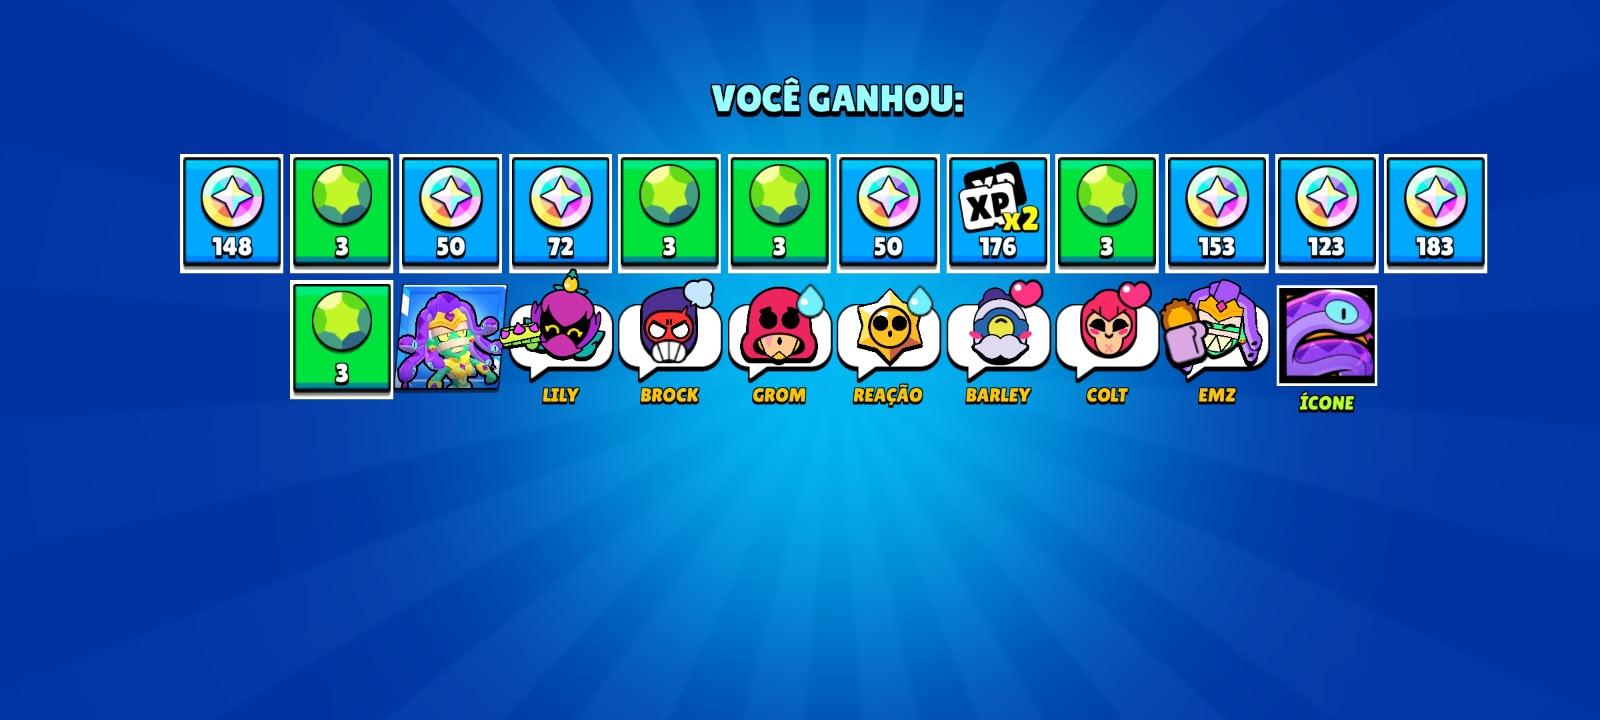 VOCÊ GANHOU:
148 3 50 72 3 3 50 XP x2 176 3 153 123 183
3
LILY BROCK GROM REAÇÃO BARLEY COLT EMZ ÍCONE